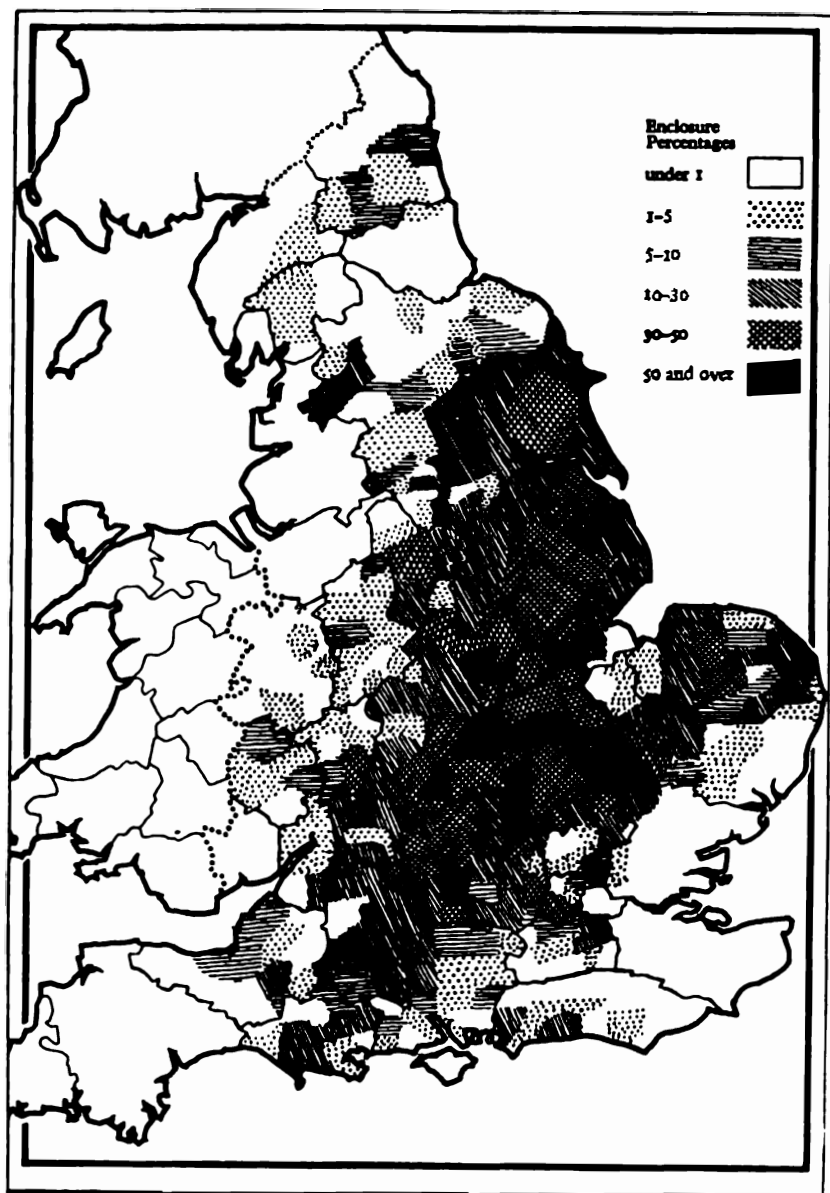 Enclosure
Percentages
under 1
1–5
5–10
10–30
30–50
50 and over